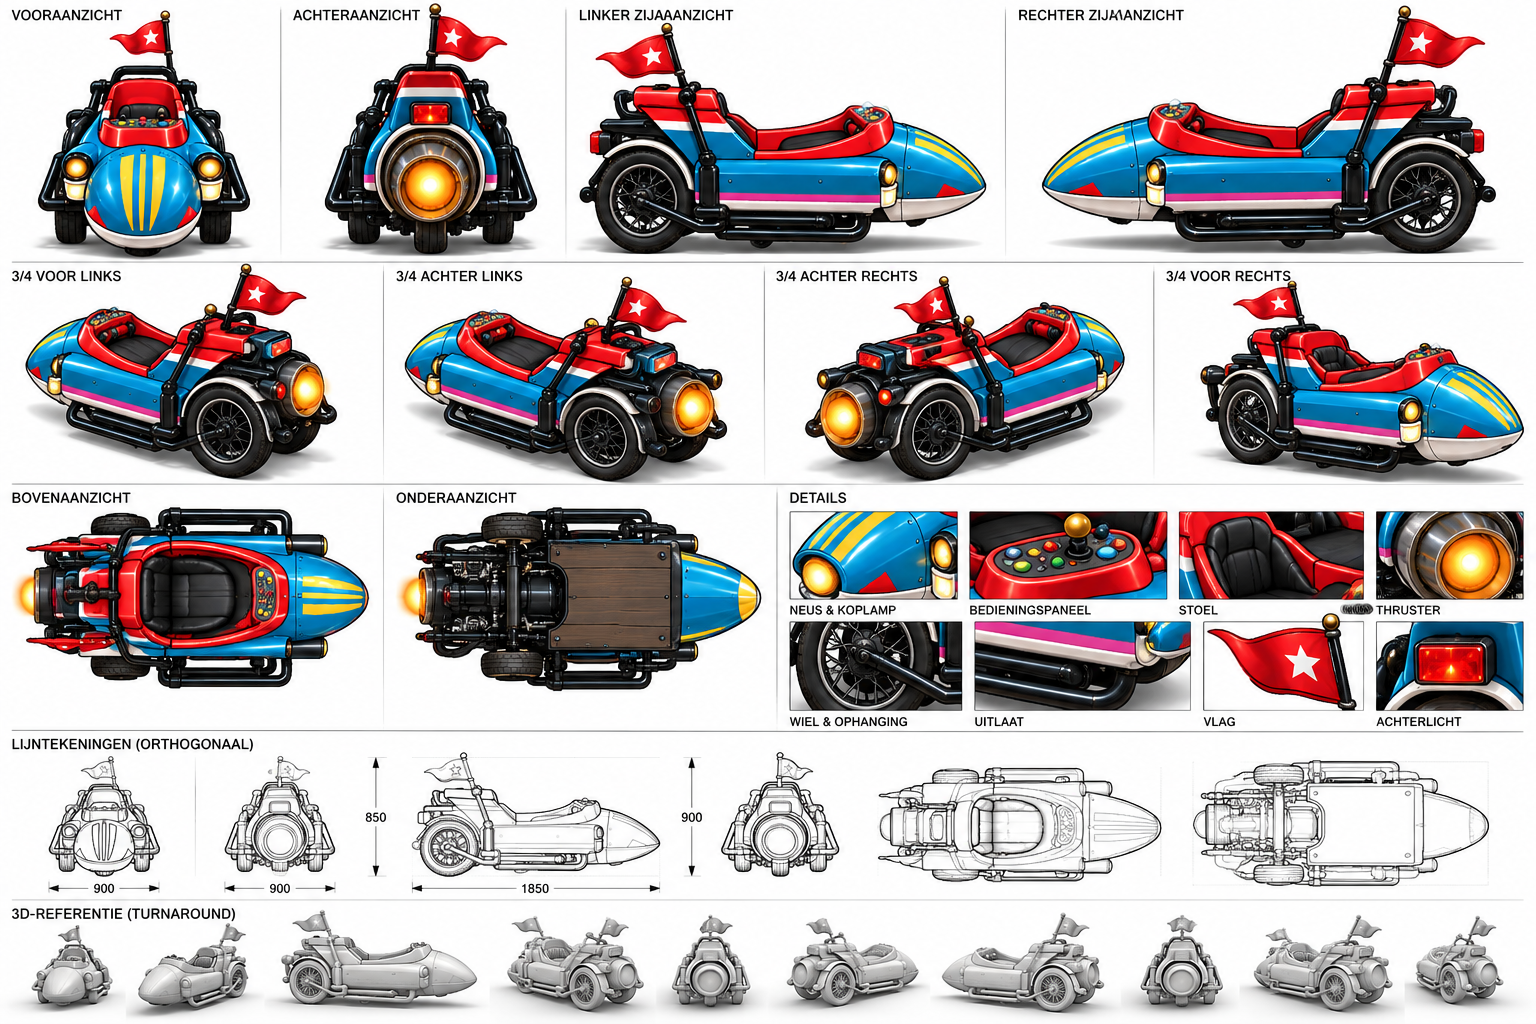 VOORAANZICHT
ACHTERAANZICHT
LINKER ZIJAAANZICHT
RECHTER ZIJAANZICHT
3/4 VOOR LINKS
3/4 ACHTER LINKS
3/4 ACHTER RECHTS
3/4 VOOR RECHTS
BOVENAANZICHT
ONDERAANZICHT
DETAILS
NEUS & KOPLAMP
BEDIENINGSPANEEL
STOEL
THRUSTER
WIEL & OPHANGING
UITLAAT
VLAG
ACHTERLICHT
LIJNTEKENINGEN (ORTHOGONAAL)
900
900
850
1850
900
3D-REFERENTIE (TURNAROUND)